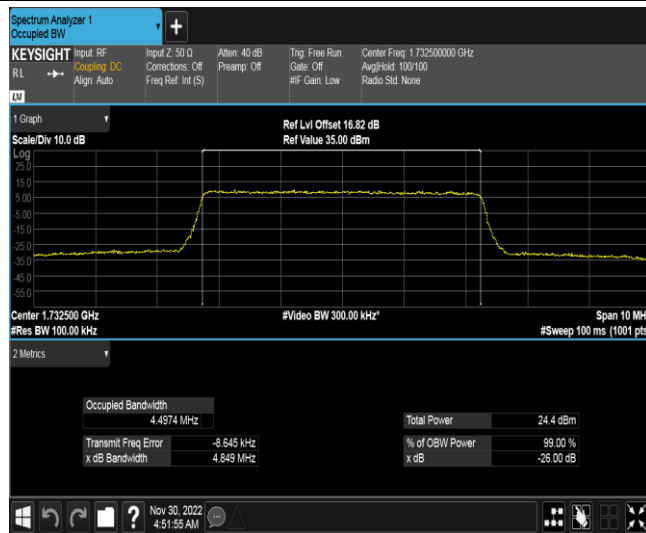 Spectrum Analyzer 1
Occupied BW
+
KEYSIGHT
RL
Input: RF
Coupling: DC
Align: Auto
Input Z: 50 Ω
Corrections: Off
Freq Ref: Int (S)
Atten: 40 dB
Preamp: Off
Trig: Free Run
Gate: Off
#IF Gain: Low
Center Freq: 1.732500000 GHz
Avg|Hold: 100/100
Radio Std: None
LXI
1 Graph
Scale/Div 10.0 dB
Ref Lvl Offset 16.82 dB
Ref Value 35.00 dBm
Log
25.0
15.0
5.00
-5.00
-15.0
-25.0
-35.0
-45.0
-55.0
Center 1.732500 GHz
#Res BW 100.00 kHz
#Video BW 300.00 kHz*
Span 10 MH
#Sweep 100 ms (1001 pts
2 Metrics
Occupied Bandwidth
4.4974 MHz
Transmit Freq Error -8.645 kHz
x dB Bandwidth 4.849 MHz
Total Power 24.4 dBm
% of OBW Power 99.00 %
x dB -26.00 dB
?
Nov 30, 2022
4:51:55 AM